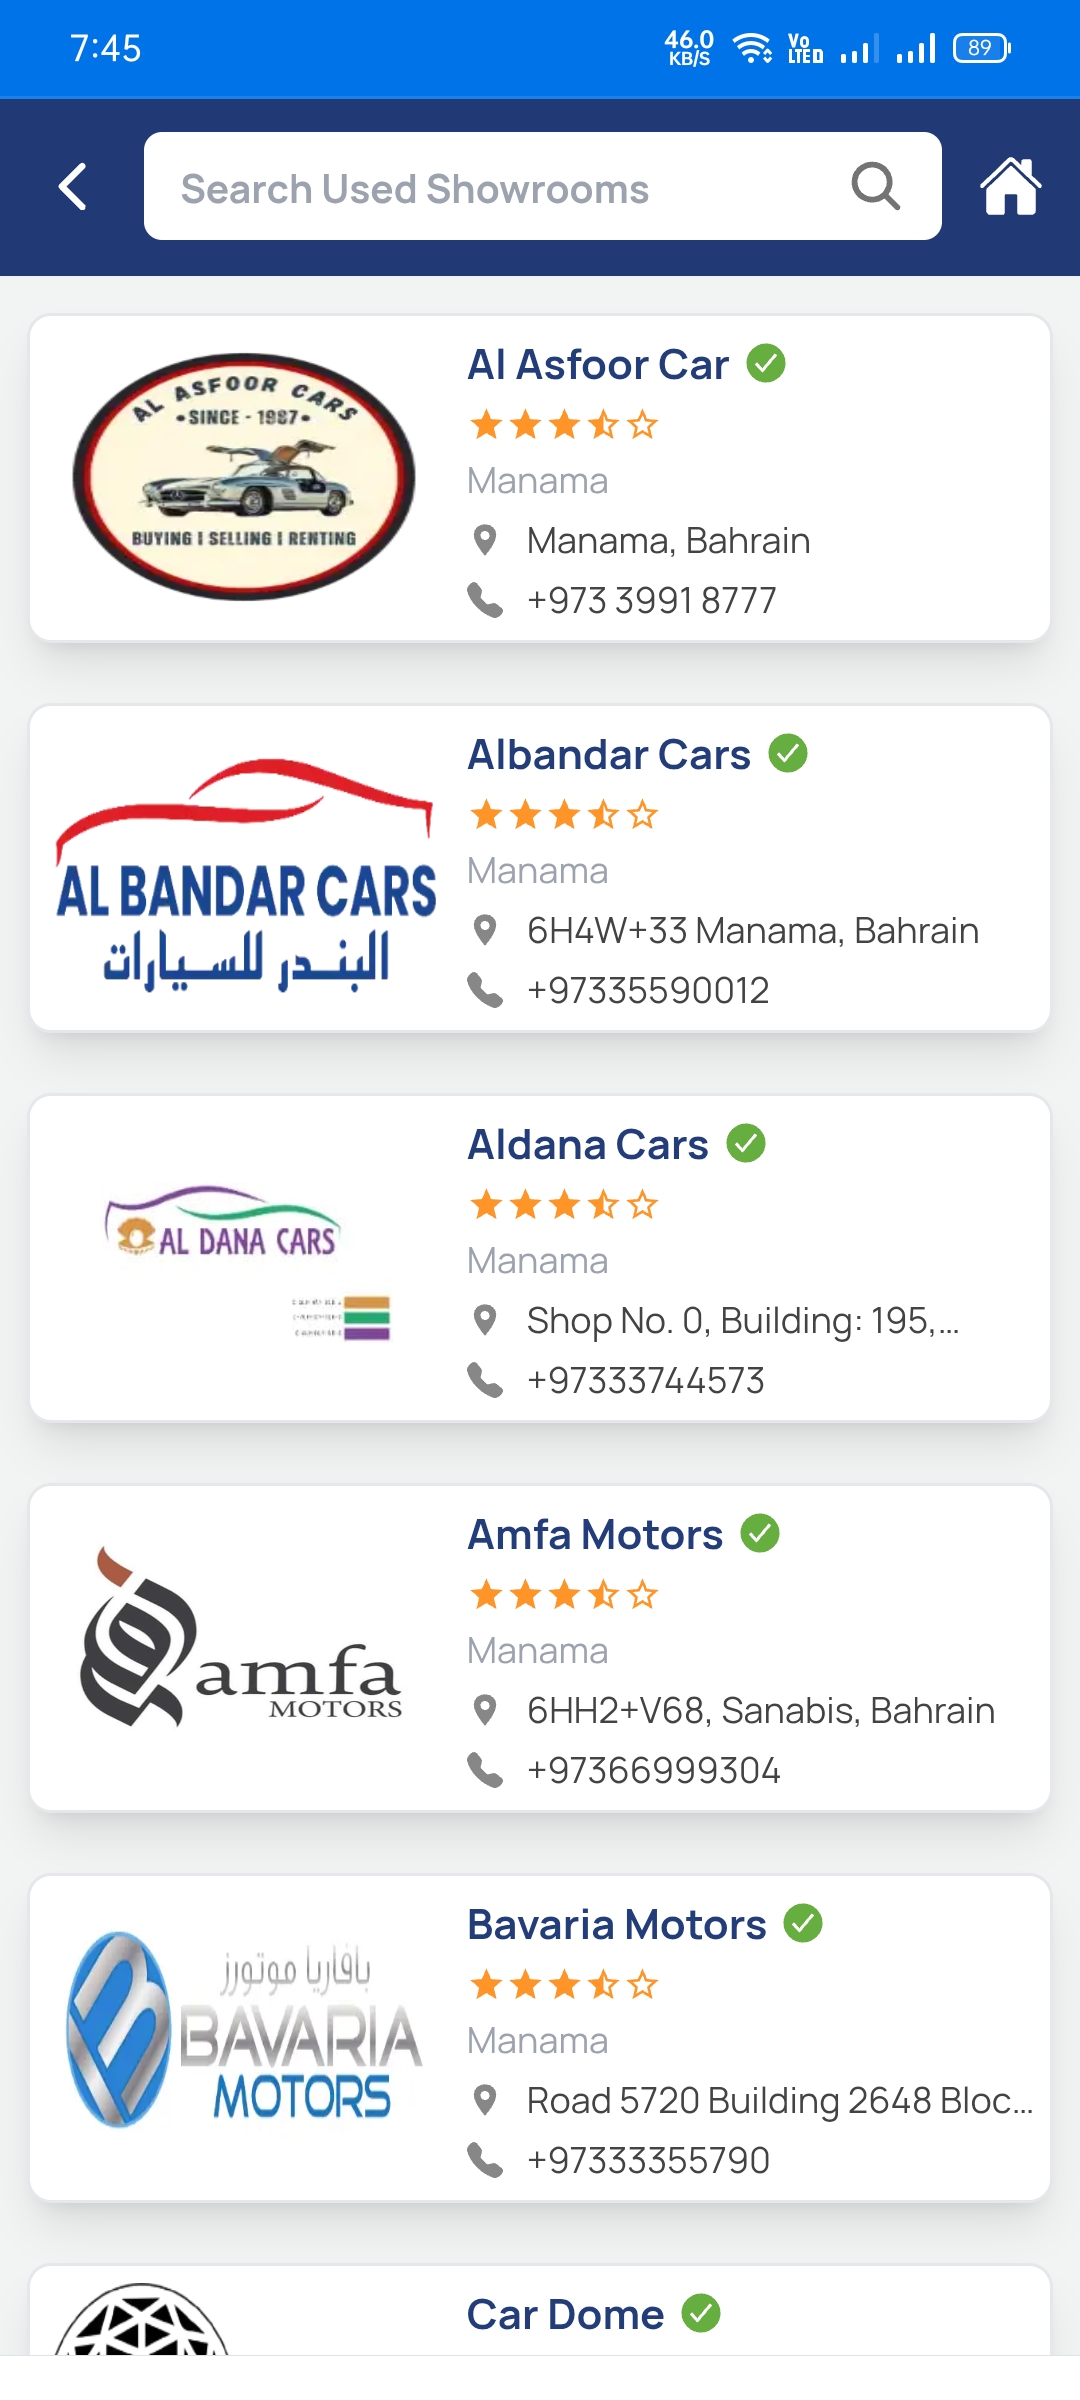 7:45
46.0
KB/S
Vo
LTE
89
Search Used Showrooms
AL ASFOOR CARS
•SINCE - 1987•
BUYING I SELLING I RENTING
Al Asfoor Car
Manama
Manama, Bahrain
+973 3991 8777
AL BANDAR CARS
البندر للسيارات
Albandar Cars
Manama
6H4W+33 Manama, Bahrain
+97335590012
AL DANA CARS
Aldana Cars
Manama
Shop No. 0, Building: 195,...
+97333744573
amfa
MOTORS
Amfa Motors
Manama
6HH2+V68, Sanabis, Bahrain
+97366999304
بافاريا موتورز
BAVARIA
MOTORS
Bavaria Motors
Manama
Road 5720 Building 2648 Bloc...
+97333355790
Car Dome